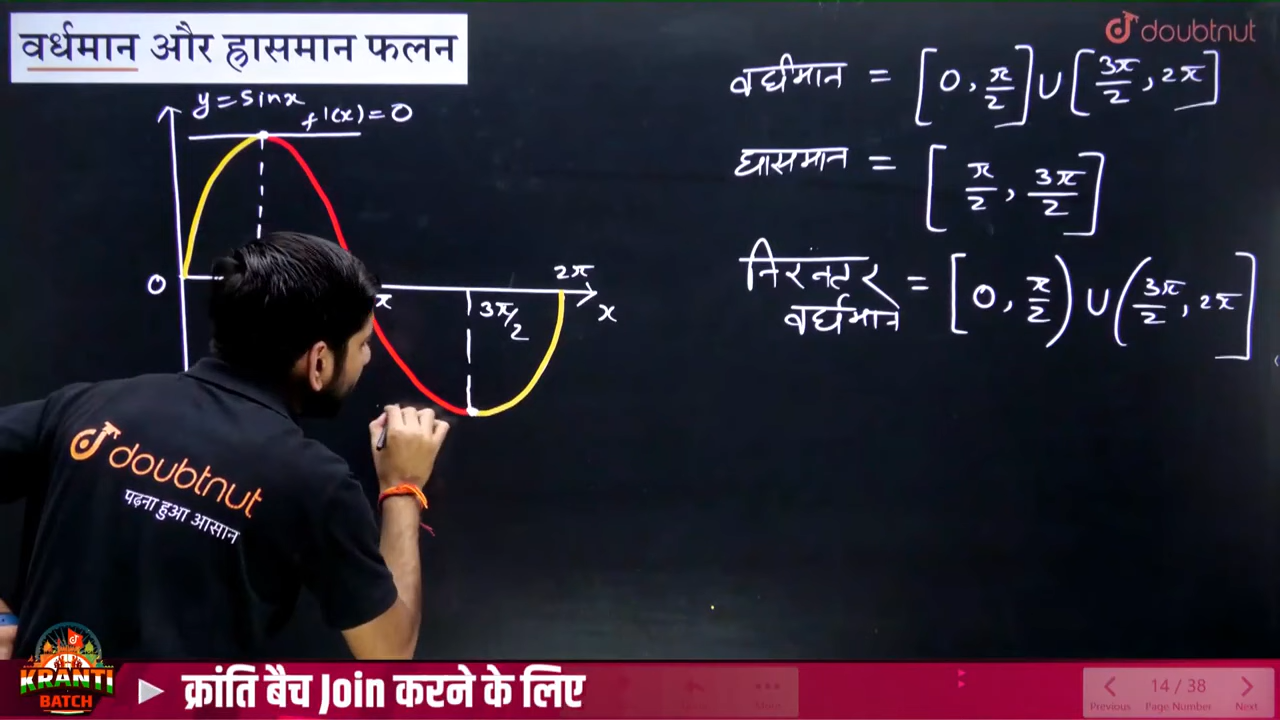 वर्धमान और ह्रासमान फलन
doubtnut
y = sinx
f'(x) = 0
वर्धमान = [0, π/2] ∪ [3π/2, 2π]
ह्रासमान = [π/2, 3π/2]
निरन्तर
वर्धमान = [0, π/2) ∪ (3π/2, 2π]
0
π
3π/2
2π
x
doubtnut
पढ़ना हुआ आसान
KRANTI
BATCH
क्रांति बैच Join करने के लिए
14 / 38
Previous Page Number Next